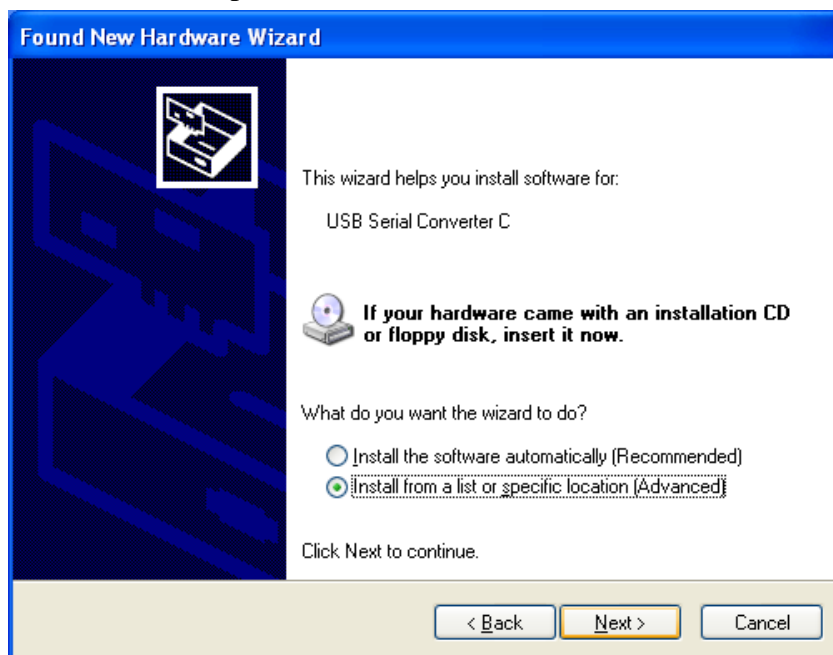 Found New Hardware Wizard
This wizard helps you install software for:
USB Serial Converter C
If your hardware came with an installation CD
or floppy disk, insert it now.
What do you want the wizard to do?
Install the software automatically (Recommended)
Install from a list or specific location (Advanced)
Click Next to continue.
< Back Next > Cancel